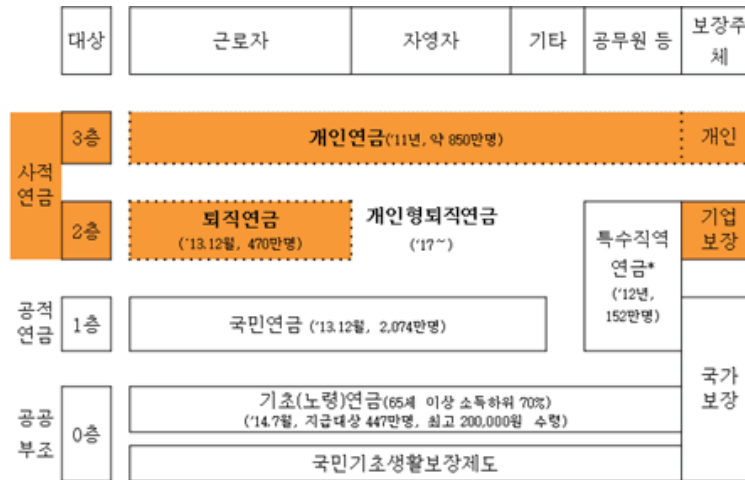 대상
근로자
자영자
기타
공무원 등
보장주
체
사적
연금
3층
개인연금('11년, 약 850만명)
개인
2층
퇴직연금
('13.12월, 470만명)
개인형퇴직연금
('17~)
특수직역
연금*
('12년,
152만명)
기업
보장
공적
연금
1층
국민연금 ('13.12월, 2,074만명)
국가
보장
공공
부조
0층
기초(노령)연금(65세 이상 소득하위 70%)
('14.7월, 지급대상 447만명, 최고 200,000원 수령)
국민기초생활보장제도